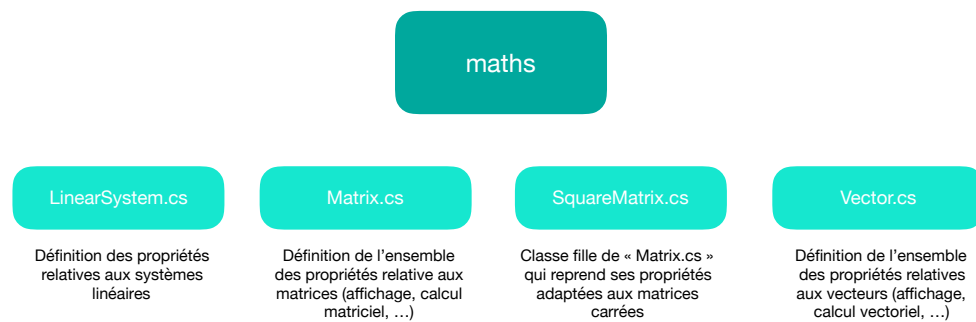 maths
LinearSystem.cs
Matrix.cs
SquareMatrix.cs
Vector.cs
Définition des propriétés
relatives aux systèmes
linéaires
Définition de l'ensemble
des propriétés relative aux
matrices (affichage, calcul
matriciel, …)
Classe fille de « Matrix.cs »
qui reprend ses propriétés
adaptées aux matrices
carrées
Définition de l'ensemble
des propriétés relatives
aux vecteurs (affichage,
calcul vectoriel, …)